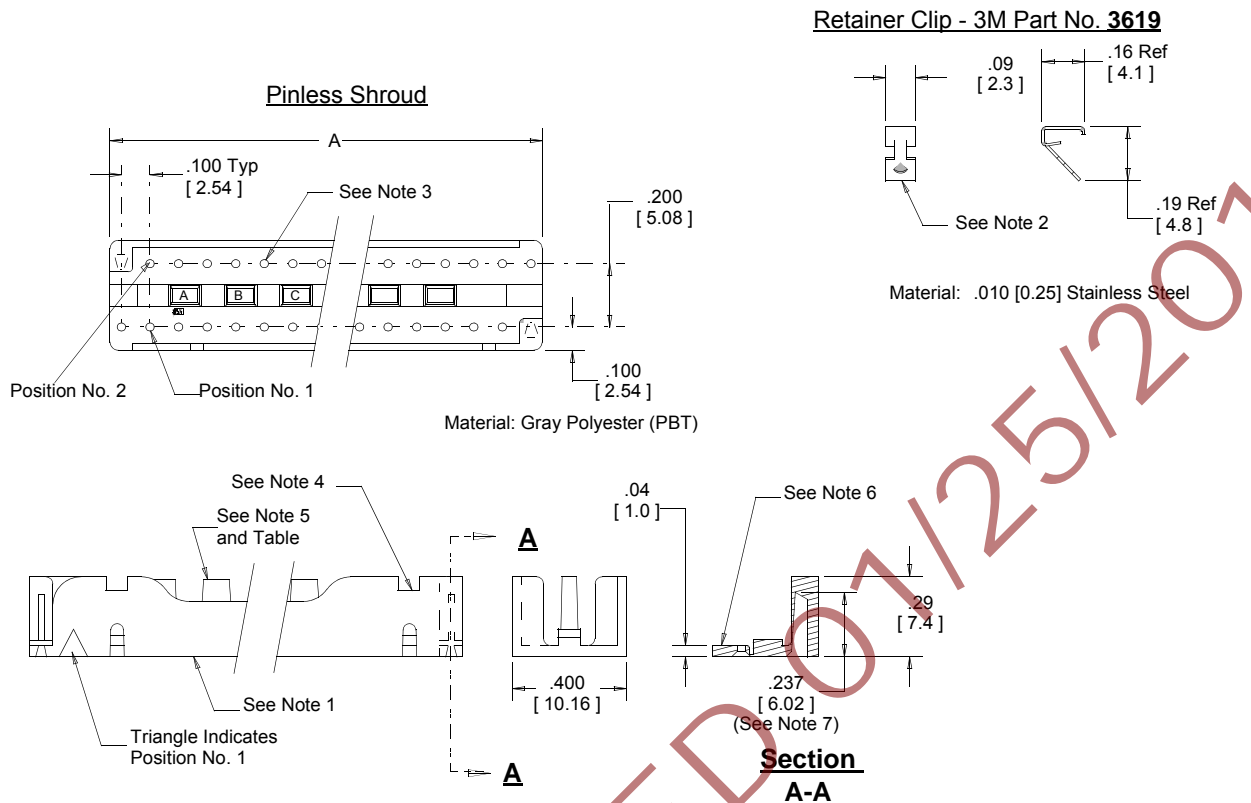 Retainer Clip - 3M Part No. 3619
.09
[ 2.3 ]
.16 Ref
[ 4.1 ]
See Note 2
.19 Ref
[ 4.8 ]
Material: .010 [0.25] Stainless Steel
Pinless Shroud
A
.100 Typ
[ 2.54 ]
See Note 3
.200
[ 5.08 ]
A
B
C
Position No. 2
Position No. 1
.100
[ 2.54 ]
Material: Gray Polyester (PBT)
See Note 4
See Note 5
and Table
A
See Note 1
Triangle Indicates
Position No. 1
A
.400
[ 10.16 ]
.04
[ 1.0 ]
See Note 6
.29
[ 7.4 ]
.237
[ 6.02 ]
(See Note 7)
Section
A-A
D 01/25/201